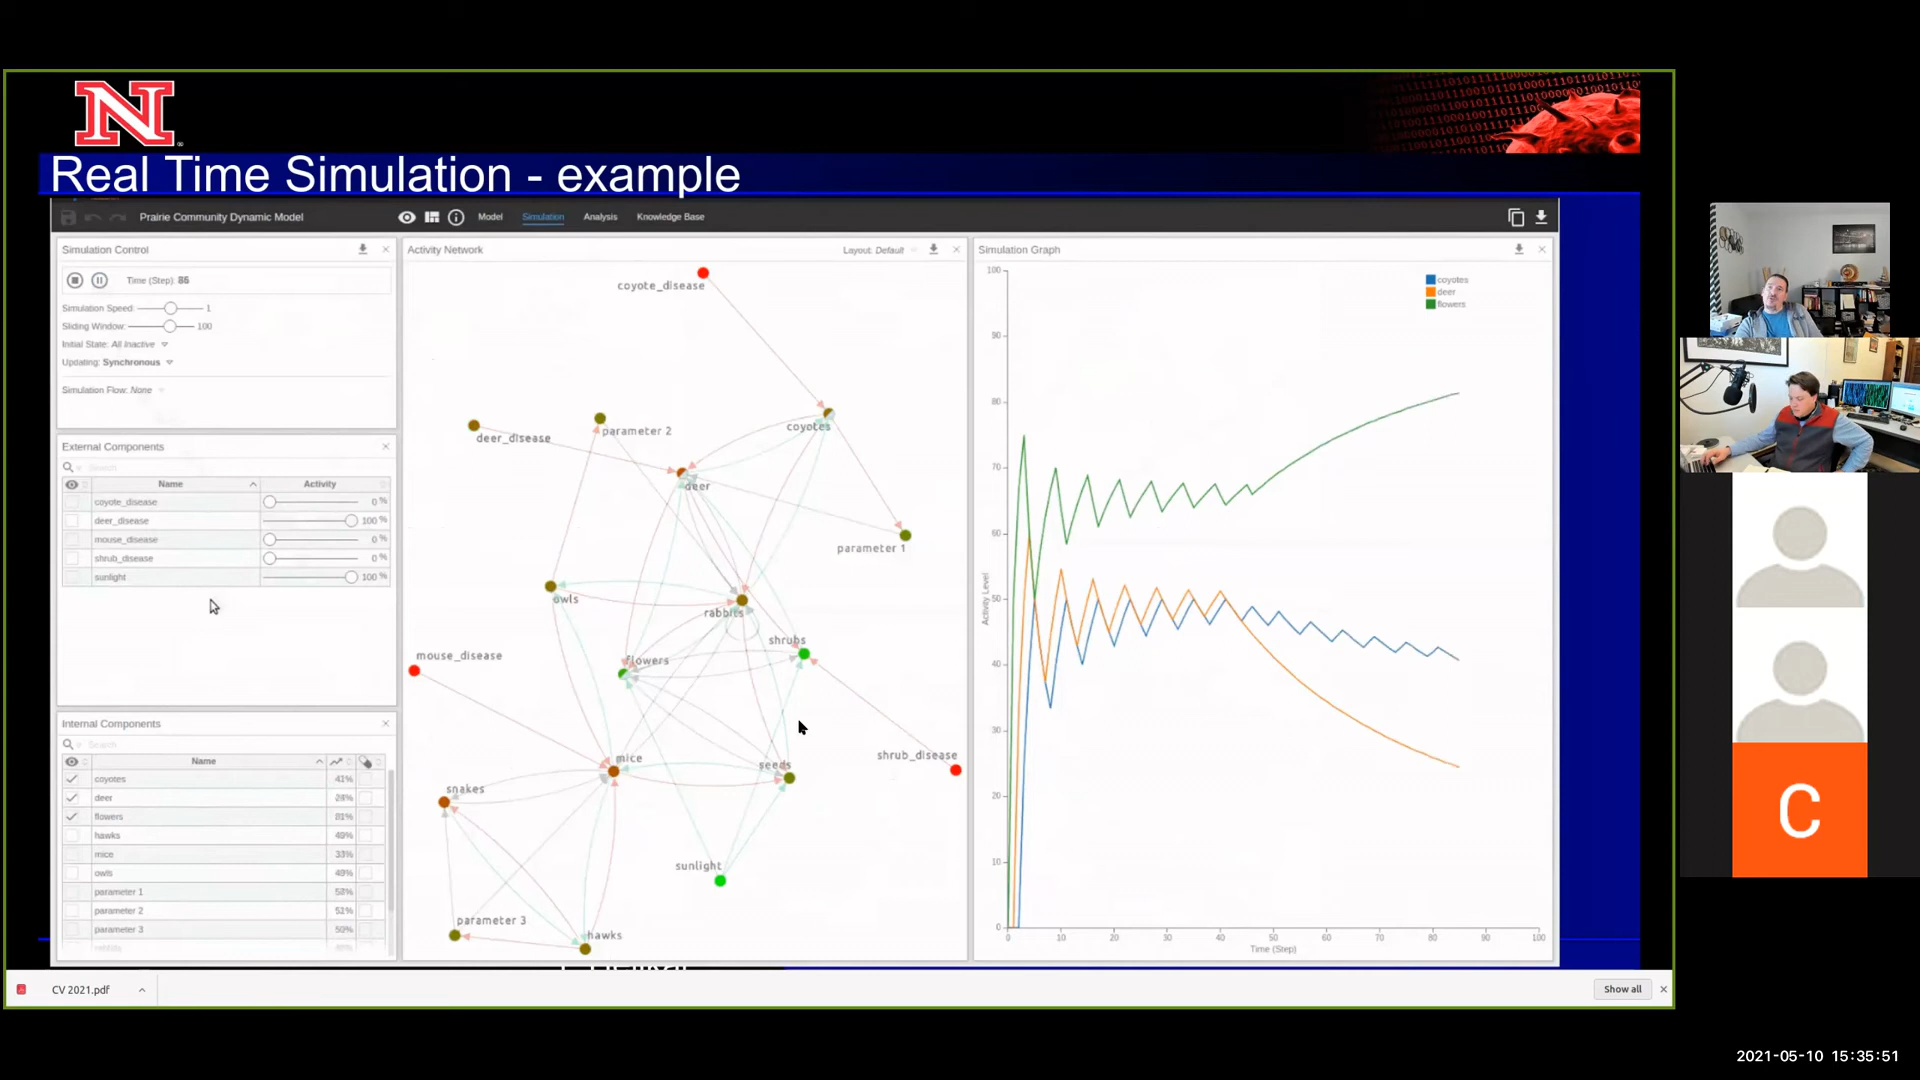 N
Real Time Simulation - example
Prairie Community Dynamic Model
Model
Simulation
Analysis
Knowledge Base
Simulation Control
Time (Step): 86
Simulation Speed:
1
Sliding Window:
100
Initial State: All Inactive
Updating: Synchronous
Simulation Flow: None
External Components
Search
Name
Activity
coyote_disease
0 %
deer_disease
100 %
mouse_disease
0 %
shrub_disease
0 %
sunlight
100 %
Internal Components
Search
Name
coyotes
41%
deer
24%
flowers
81%
hawks
49%
mice
33%
owls
49%
parameter 1
parameter 2
51%
parameter 3
50%
Activity Network
Layout: Default
coyote_disease
deer_disease
parameter 2
coyotes
deer
parameter 1
owls
rabbits
shrubs
mouse_disease
flowers
shrub_disease
mice
seeds
snakes
sunlight
parameter 3
hawks
Simulation Graph
coyotes
deer
flowers
100
90
80
70
60
50
40
30
20
10
0
Activity Level
0 10 20 30 40 50 60 70 80 90 100
Time (Step)
CV 2021.pdf
Show all
C
2021-05-10 15:35:51